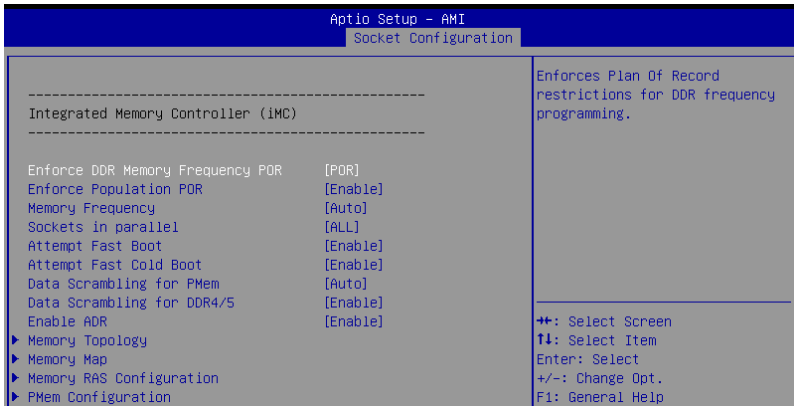 Aptio Setup – AMI
Socket Configuration
------------------------------------------------
Integrated Memory Controller (iMC)
------------------------------------------------
Enforce DDR Memory Frequency POR [POR]
Enforce Population POR [Enable]
Memory Frequency [Auto]
Sockets in parallel [ALL]
Attempt Fast Boot [Enable]
Attempt Fast Cold Boot [Enable]
Data Scrambling for PMem [Auto]
Data Scrambling for DDR4/5 [Enable]
Enable ADR [Enable]
Memory Topology
Memory Map
Memory RAS Configuration
PMem Configuration
Enforces Plan Of Record
restrictions for DDR frequency
programming.
→←: Select Screen
↑↓: Select Item
Enter: Select
+/-: Change Opt.
F1: General Help